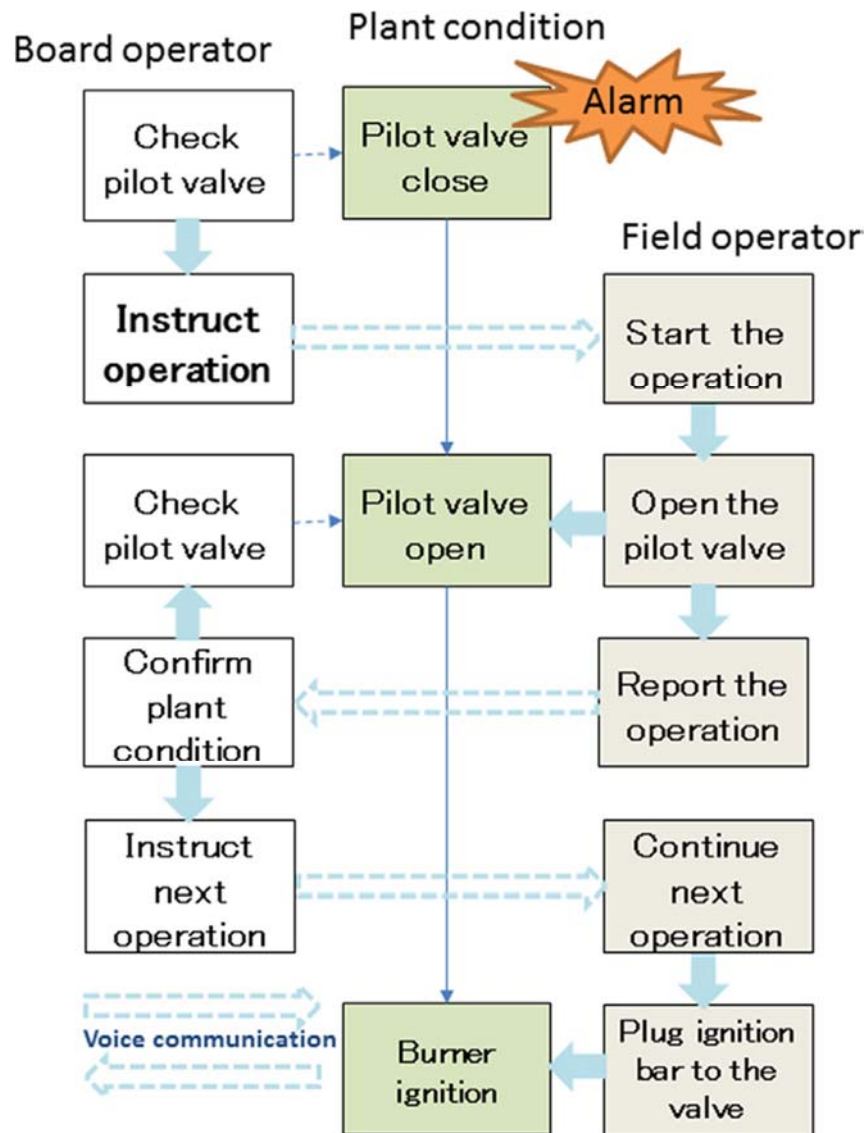 Plant condition
Board operator
Alarm
Check
pilot valve
Pilot valve
close
Field operator
Instruct
operation
Start the
operation
Check
pilot valve
Pilot valve
open
Open the
pilot valve
Confirm
plant
condition
Report the
operation
Instruct
next
operation
Continue
next
operation
Voice communication
Burner
ignition
Plug ignition
bar to the
valve